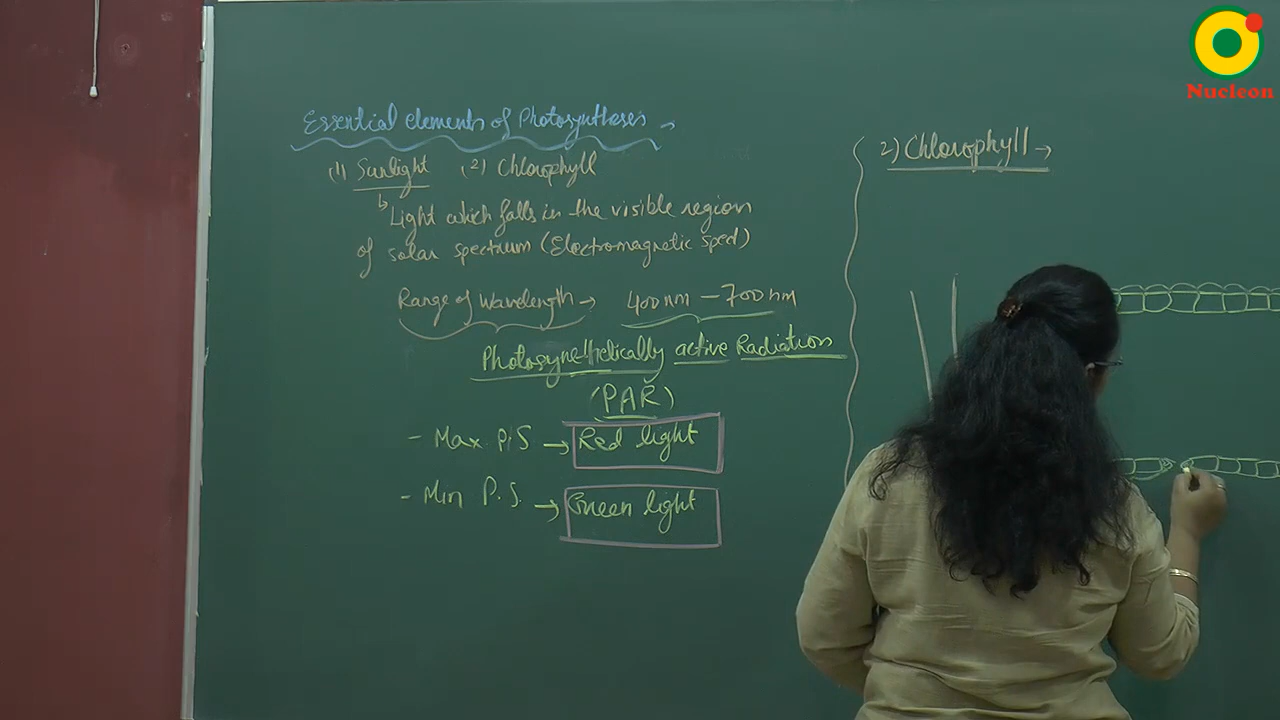 Essential elements of Photosyntheses →
(1) Sunlight (2) Chlorophyll
↳ Light which falls in the visible region
of solar spectrum (Electromagnetic sped)
Range of wavelength → 400nm – 700nm
Photosynethetically active Radiation
(PAR)
- Max P.S → Red light
- Min P.S. → Green light
2) Chlorophyll →
Nucleon